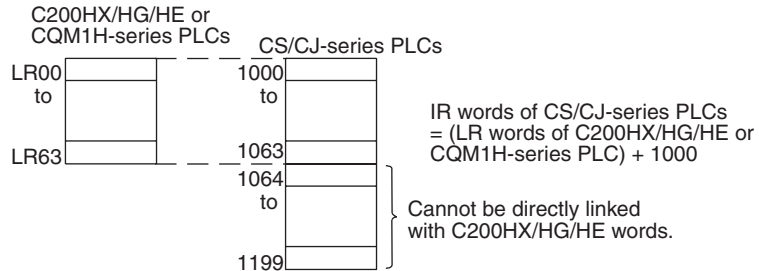 C200HX/HG/HE or
CQM1H-series PLCs
CS/CJ-series PLCs
LR00
to
LR63
1000
to
1063
1064
to
1199
IR words of CS/CJ-series PLCs
= (LR words of C200HX/HG/HE or
CQM1H-series PLC) + 1000
Cannot be directly linked
with C200HX/HG/HE words.